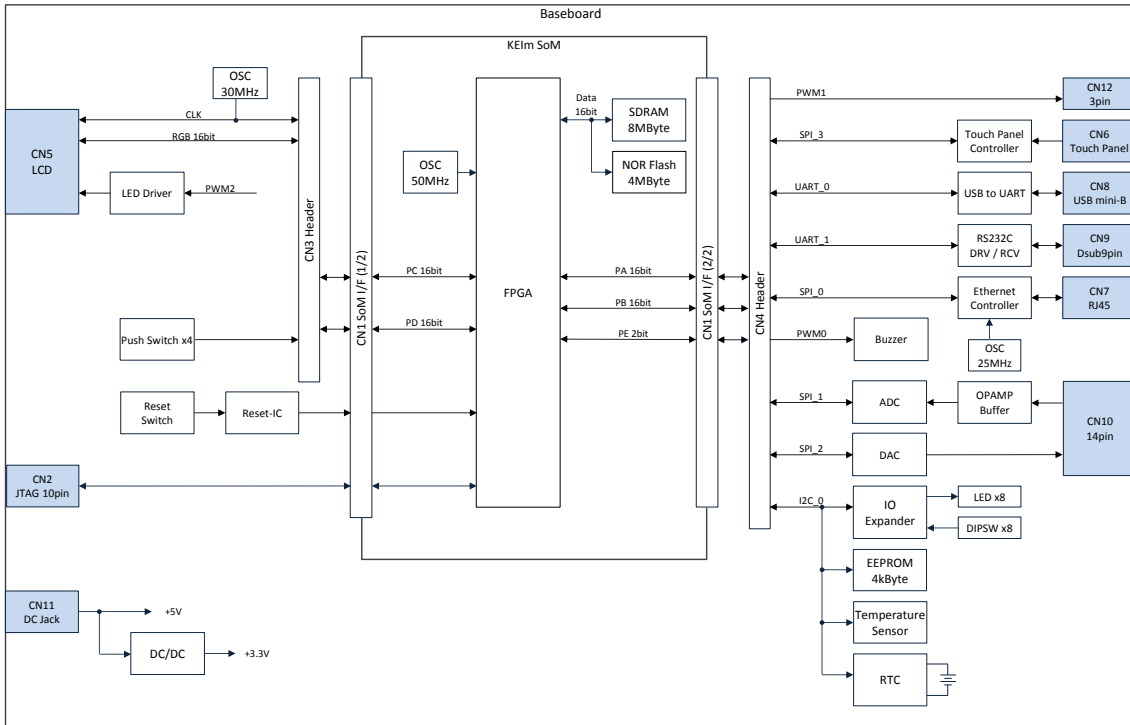 Baseboard
KEIm SoM
OSC
30MHz
CLK
RGB 16bit
CN5
LCD
LED Driver
PWM2
CN3 Header
CN1 SoM I/F (1/2)
Push Switch x4
Reset
Switch
Reset-IC
CN2
JTAG 10pin
CN11
DC Jack
+5V
DC/DC
+3.3V
OSC
50MHz
PC 16bit
PD 16bit
FPGA
Data
16bit
SDRAM
8MByte
NOR Flash
4MByte
PA 16bit
PB 16bit
PE 2bit
CN1 SoM I/F (2/2)
CN4 Header
PWM1
CN12
3pin
SPI_3
Touch Panel
Controller
CN6
Touch Panel
UART_0
USB to UART
CN8
USB mini-B
UART_1
RS232C
DRV / RCV
CN9
Dsub9pin
SPI_0
Ethernet
Controller
CN7
RJ45
PWM0
Buzzer
OSC
25MHz
SPI_1
ADC
OPAMP
Buffer
CN10
14pin
SPI_2
DAC
I2C_0
IO
Expander
LED x8
DIPSW x8
EEPROM
4kByte
Temperature
Sensor
RTC